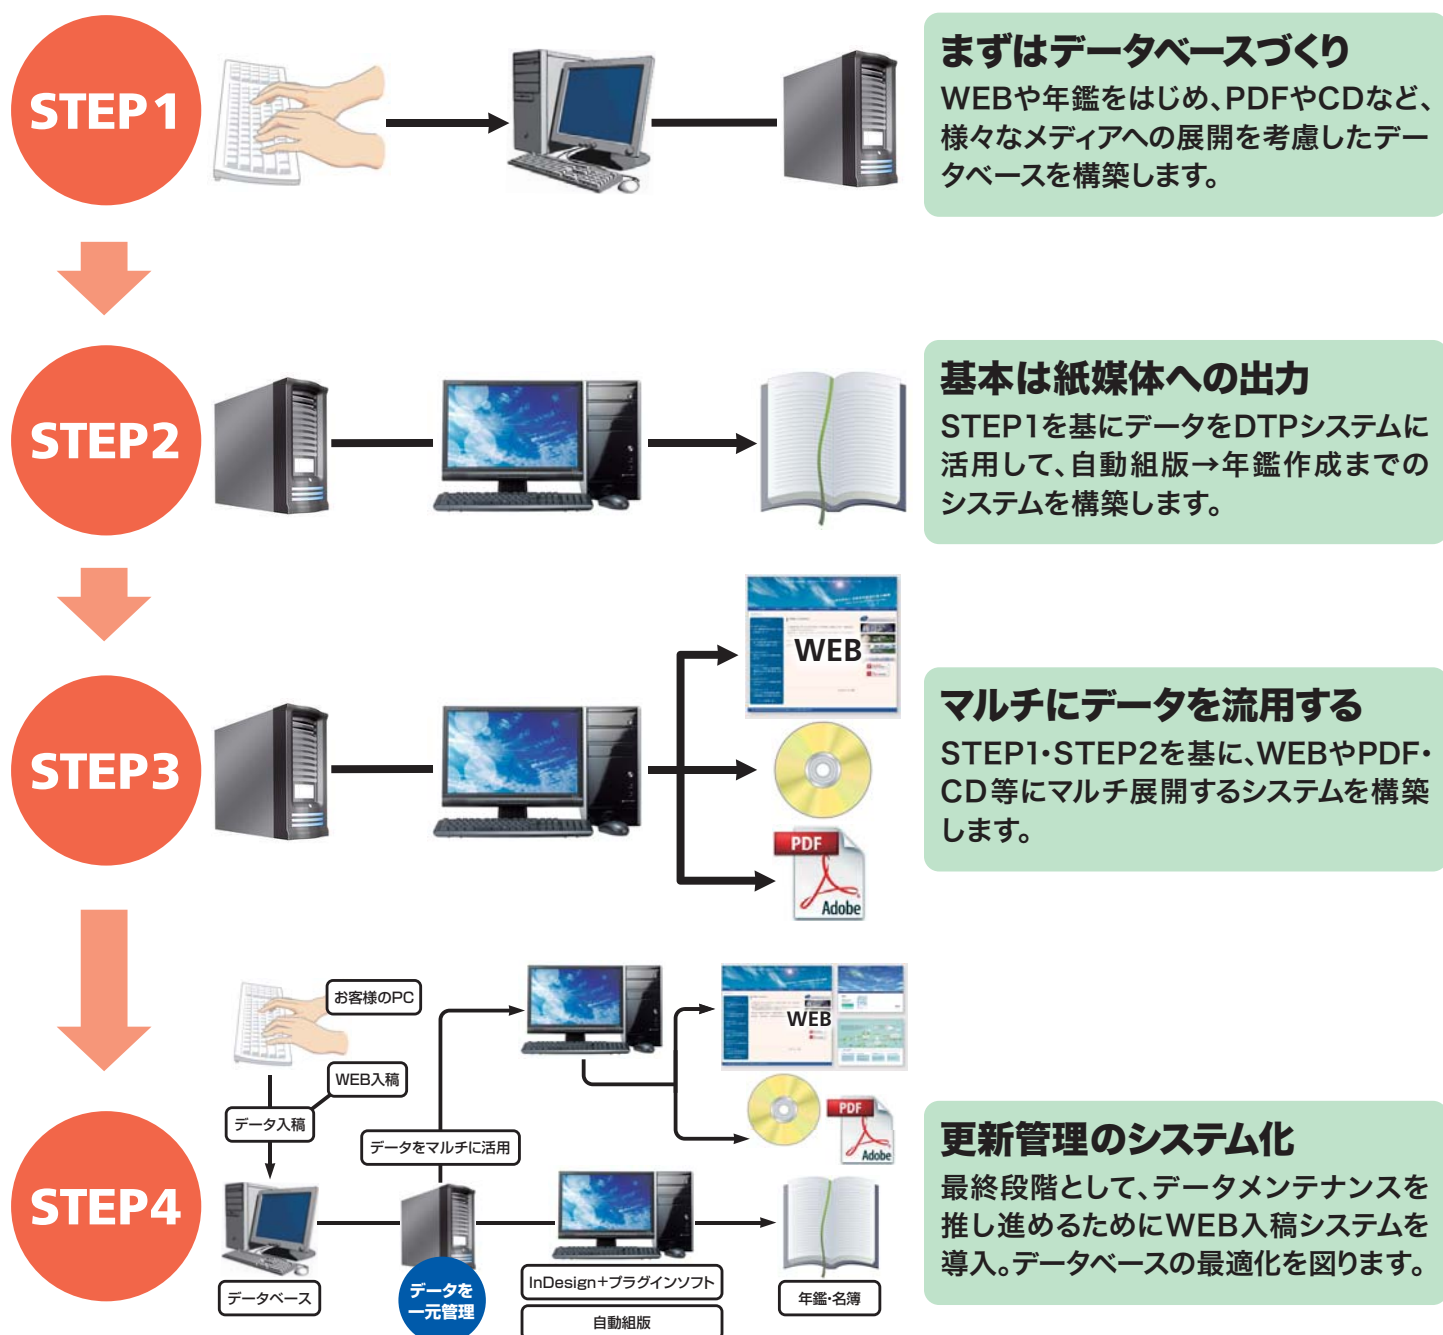 STEP1
まずはデータベースづくり
WEBや年鑑をはじめ、PDFやCDなど、
様々なメディアへの展開を考慮したデー
タベースを構築します。
STEP2
基本は紙媒体への出力
STEP1を基にデータをDTPシステムに
活用して、自動組版→年鑑作成までの
システムを構築します。
STEP3
WEB
PDF
Adobe
マルチにデータを流用する
STEP1・STEP2を基に、WEBやPDF・
CD等にマルチ展開するシステムを構築
します。
STEP4
お客様のPC
WEB入稿
データ入稿
データをマルチに活用
WEB
PDF
Adobe
データベース
データを
一元管理
InDesign+プラグインソフト
自動組版
年鑑・名簿
更新管理のシステム化
最終段階として、データメンテナンスを
推し進めるためにWEB入稿システムを
導入。データベースの最適化を図ります。